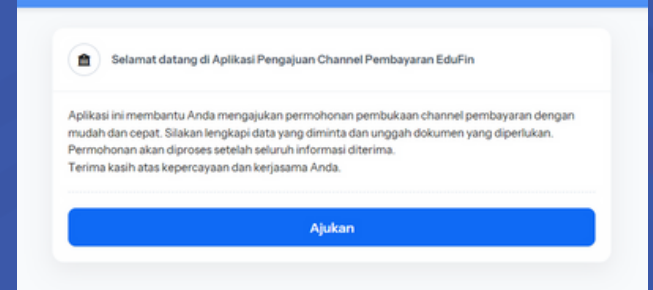 Selamat datang di Aplikasi Pengajuan Channel Pembayaran EduFin
Aplikasi ini membantu Anda mengajukan permohonan pembukaan channel pembayaran dengan
mudah dan cepat. Silakan lengkapi data yang diminta dan unggah dokumen yang diperlukan.
Permohonan akan diproses setelah seluruh informasi diterima.
Terima kasih atas kepercayaan dan kerjasama Anda.
Ajukan